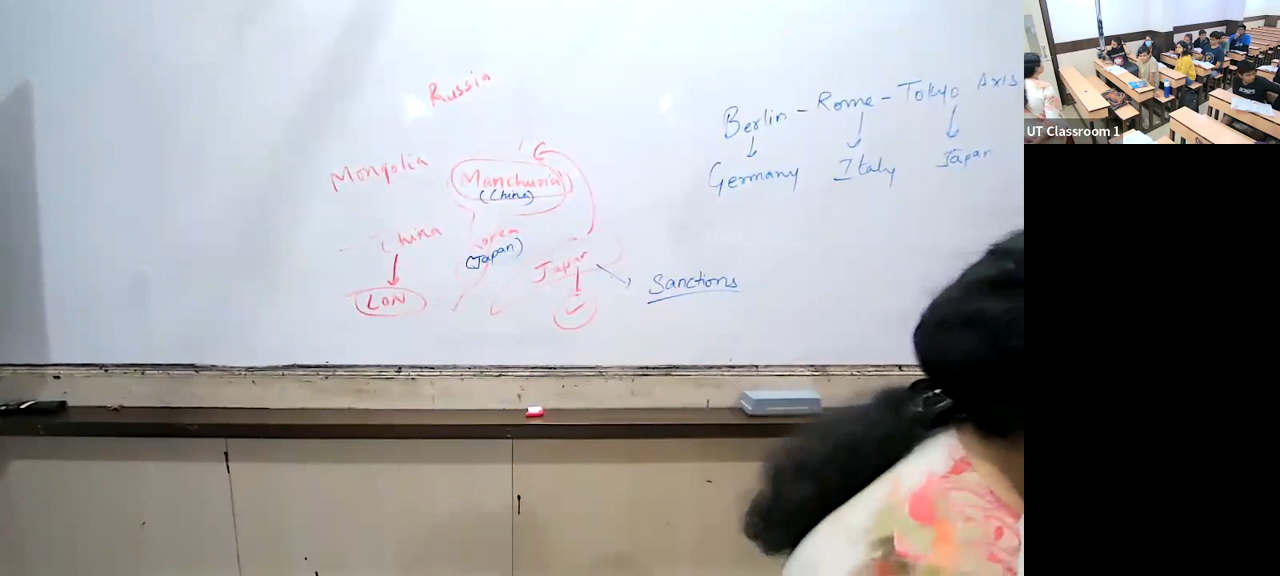 Russia
Berlin - Rome - Tokyo Axis
Germany Italy Japan
Mongolia
Manchuria
(China)
China
Korea
(Japan)
Japan
Sanctions
LON
UT Classroom 1